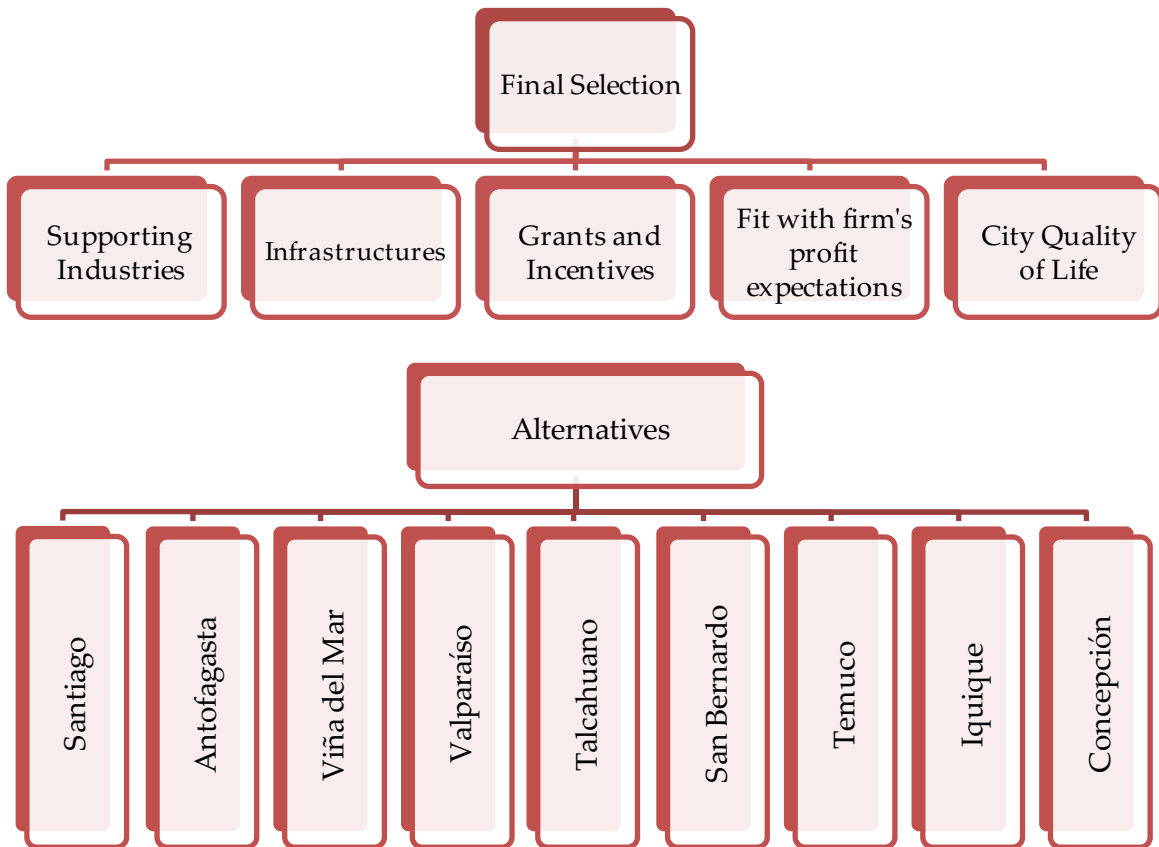 Final Selection
Supporting
Industries
Infrastructures
Grants and
Incentives
Fit with firm's
profit
expectations
City Quality
of Life
Alternatives
Santiago
Antofagasta
Viña del Mar
Valparaíso
Talcahuano
San Bernardo
Temuco
Iquique
Concepción